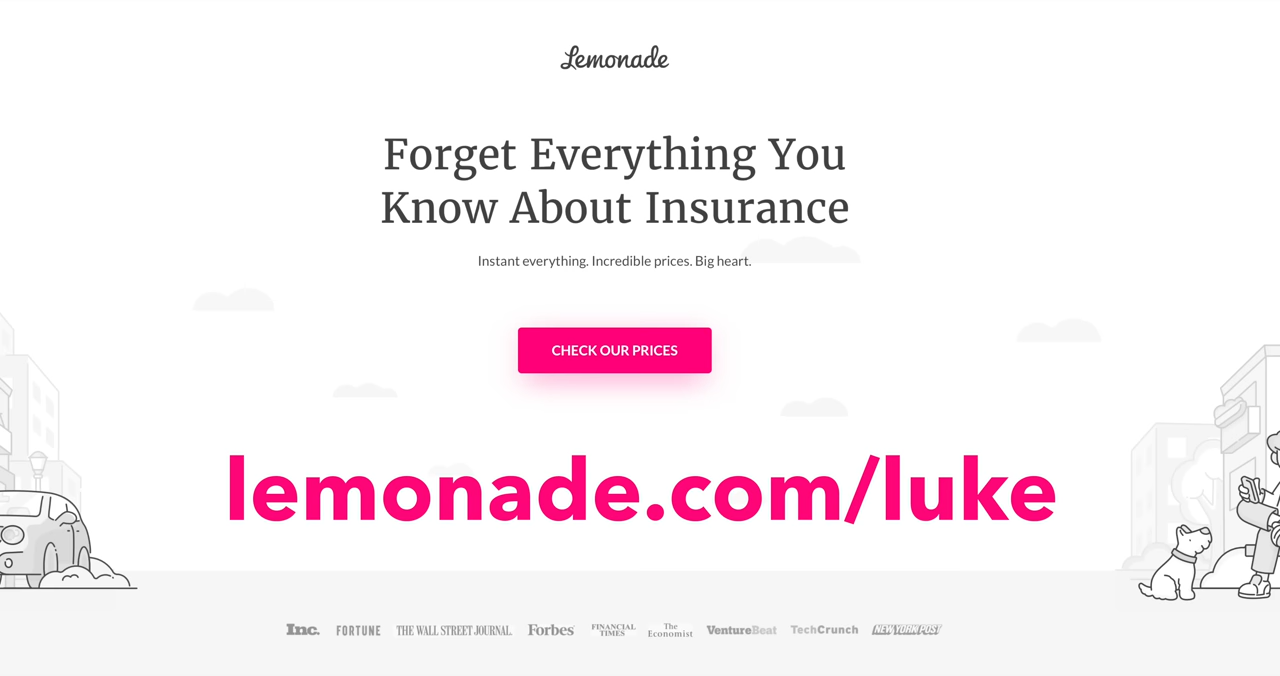 Lemonade
Forget Everything You
Know About Insurance
Instant everything. Incredible prices. Big heart.
CHECK OUR PRICES
lemonade.com/luke
Inc. FORTUNE THE WALL STREET JOURNAL. Forbes FINANCIAL TIMES The Economist VentureBeat TechCrunch NEW YORK POST